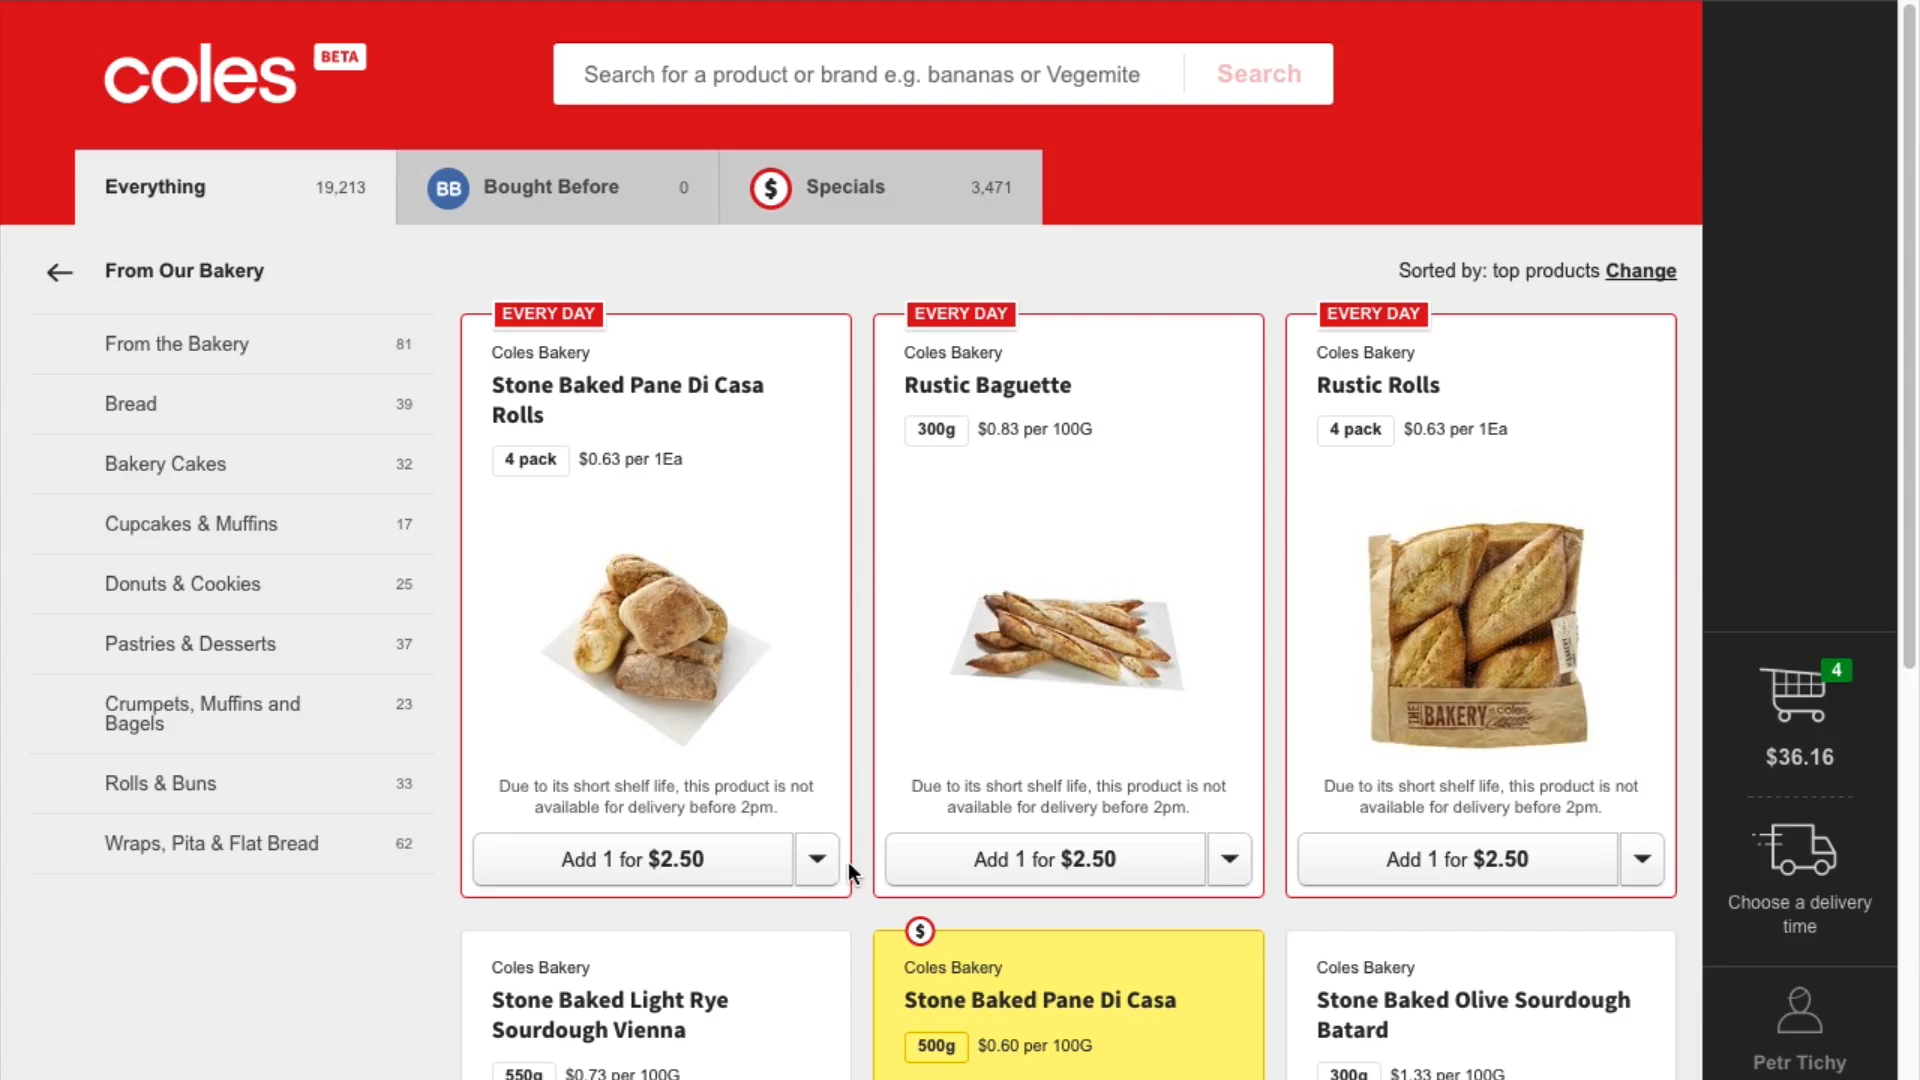 coles
BETA
Search for a product or brand e.g. bananas or Vegemite
Search
Everything
19,213
BB
Bought Before
0
$
Specials
3,471
From Our Bakery
Sorted by: top products Change
From the Bakery
81
Bread
39
Bakery Cakes
32
Cupcakes & Muffins
17
Donuts & Cookies
25
Pastries & Desserts
37
Crumpets, Muffins and
Bagels
23
Rolls & Buns
33
Wraps, Pita & Flat Bread
62
EVERY DAY
Coles Bakery
Stone Baked Pane Di Casa
Rolls
4 pack
$0.63 per 1Ea
Due to its short shelf life, this product is not
available for delivery before 2pm.
Add 1 for $2.50
EVERY DAY
Coles Bakery
Rustic Baguette
300g
$0.83 per 100G
Due to its short shelf life, this product is not
available for delivery before 2pm.
Add 1 for $2.50
EVERY DAY
Coles Bakery
Rustic Rolls
4 pack
$0.63 per 1Ea
THE BAKERY
coles
Due to its short shelf life, this product is not
available for delivery before 2pm.
Add 1 for $2.50
Coles Bakery
Stone Baked Light Rye
Sourdough Vienna
550g
$0.73 per 100G
$
Coles Bakery
Stone Baked Pane Di Casa
500g
$0.60 per 100G
Coles Bakery
Stone Baked Olive Sourdough
Batard
300g
$1.33 per 100G
4
$36.16
Choose a delivery
time
Petr Tichy